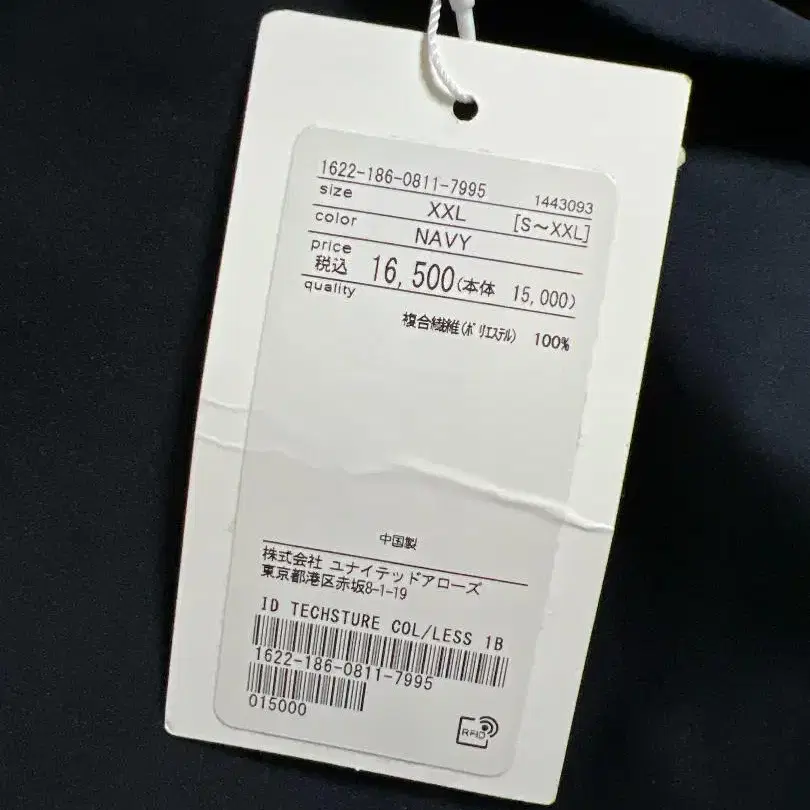 1622-186-0811-7995 1443093
size XXL [S～XXL]
color NAVY
price
税込 16,500(本体 15,000)
quality
複合繊維(ポリエステル) 100%
中国製
株式会社 ユナイテッドアローズ
東京都港区赤坂8-1-19
ID TECHSTURE COL/LESS 1B
1622-186-0811-7995
015000
RFID